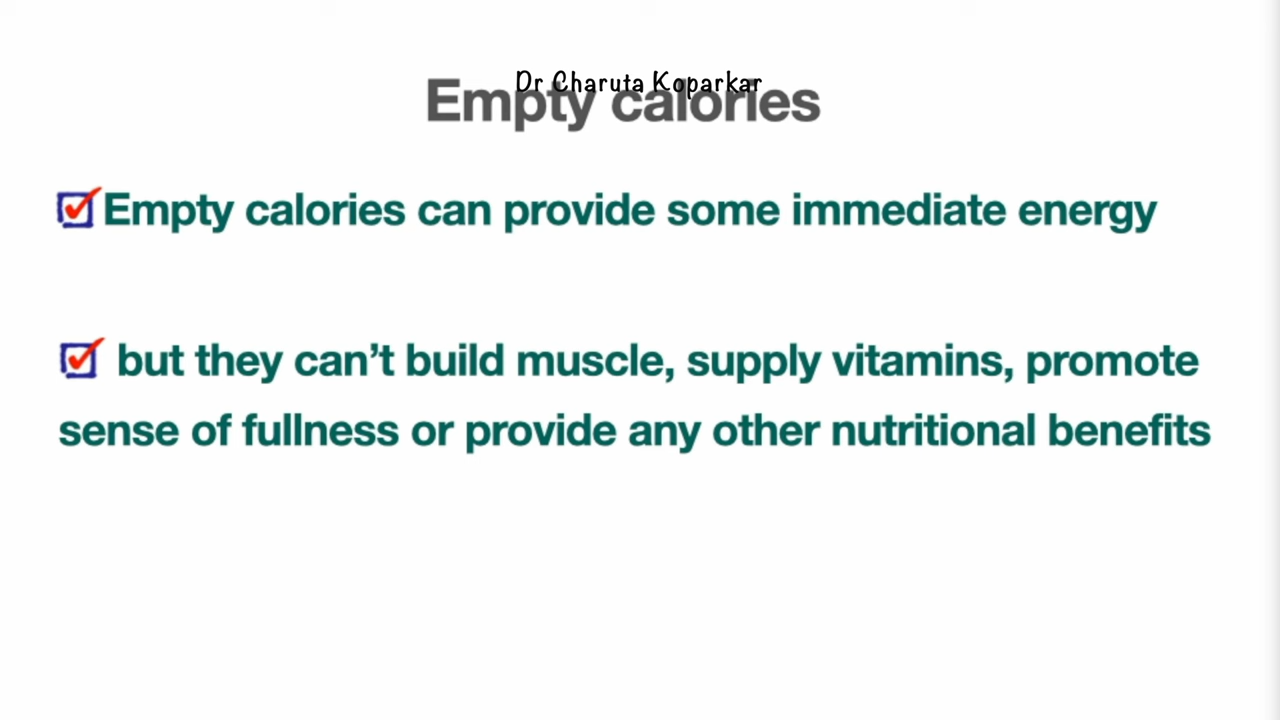 Dr Charuta Koparkar
Empty calories
Empty calories can provide some immediate energy
but they can’t build muscle, supply vitamins, promote
sense of fullness or provide any other nutritional benefits